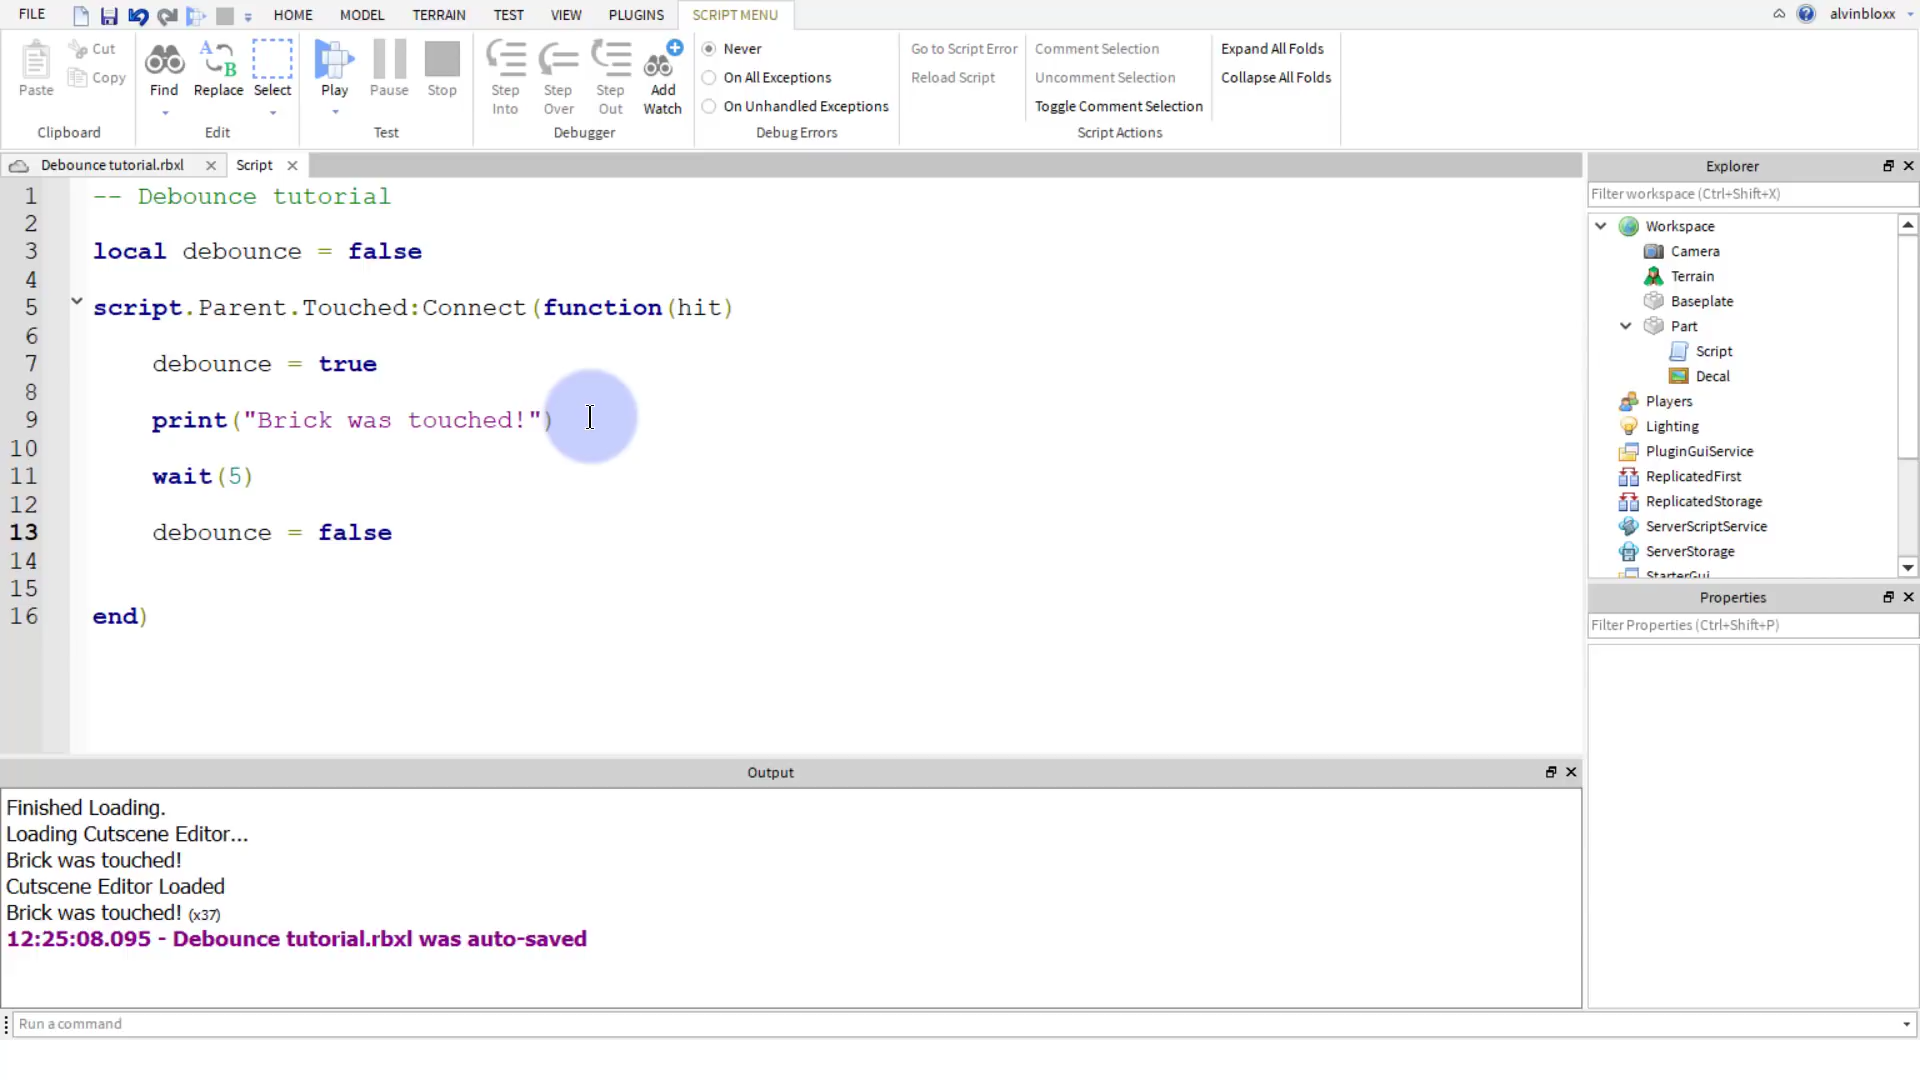 FILE HOME MODEL TERRAIN TEST VIEW PLUGINS SCRIPT MENU alvinbloxx
Paste Cut Copy
Clipboard
Find Replace Select
Edit
Play Pause Stop
Test
Step Into Step Over Step Out Add Watch
Debugger
Never
On All Exceptions
On Unhandled Exceptions
Debug Errors
Go to Script Error
Reload Script
Comment Selection
Uncomment Selection
Toggle Comment Selection
Script Actions
Expand All Folds
Collapse All Folds
Debounce tutorial.rbxl Script
1 -- Debounce tutorial
2
3 local debounce = false
4
5 script.Parent.Touched:Connect(function(hit)
6
7 debounce = true
8
9 print("Brick was touched!")
10
11 wait(5)
12
13 debounce = false
14
15
16 end)
Explorer
Filter workspace (Ctrl+Shift+X)
Workspace
Camera
Terrain
Baseplate
Part
Script
Decal
Players
Lighting
PluginGuiService
ReplicatedFirst
ReplicatedStorage
ServerScriptService
ServerStorage
StarterGui
Properties
Filter Properties (Ctrl+Shift+P)
Output
Finished Loading.
Loading Cutscene Editor...
Brick was touched!
Cutscene Editor Loaded
Brick was touched! (x37)
12:25:08.095 - Debounce tutorial.rbxl was auto-saved
Run a command